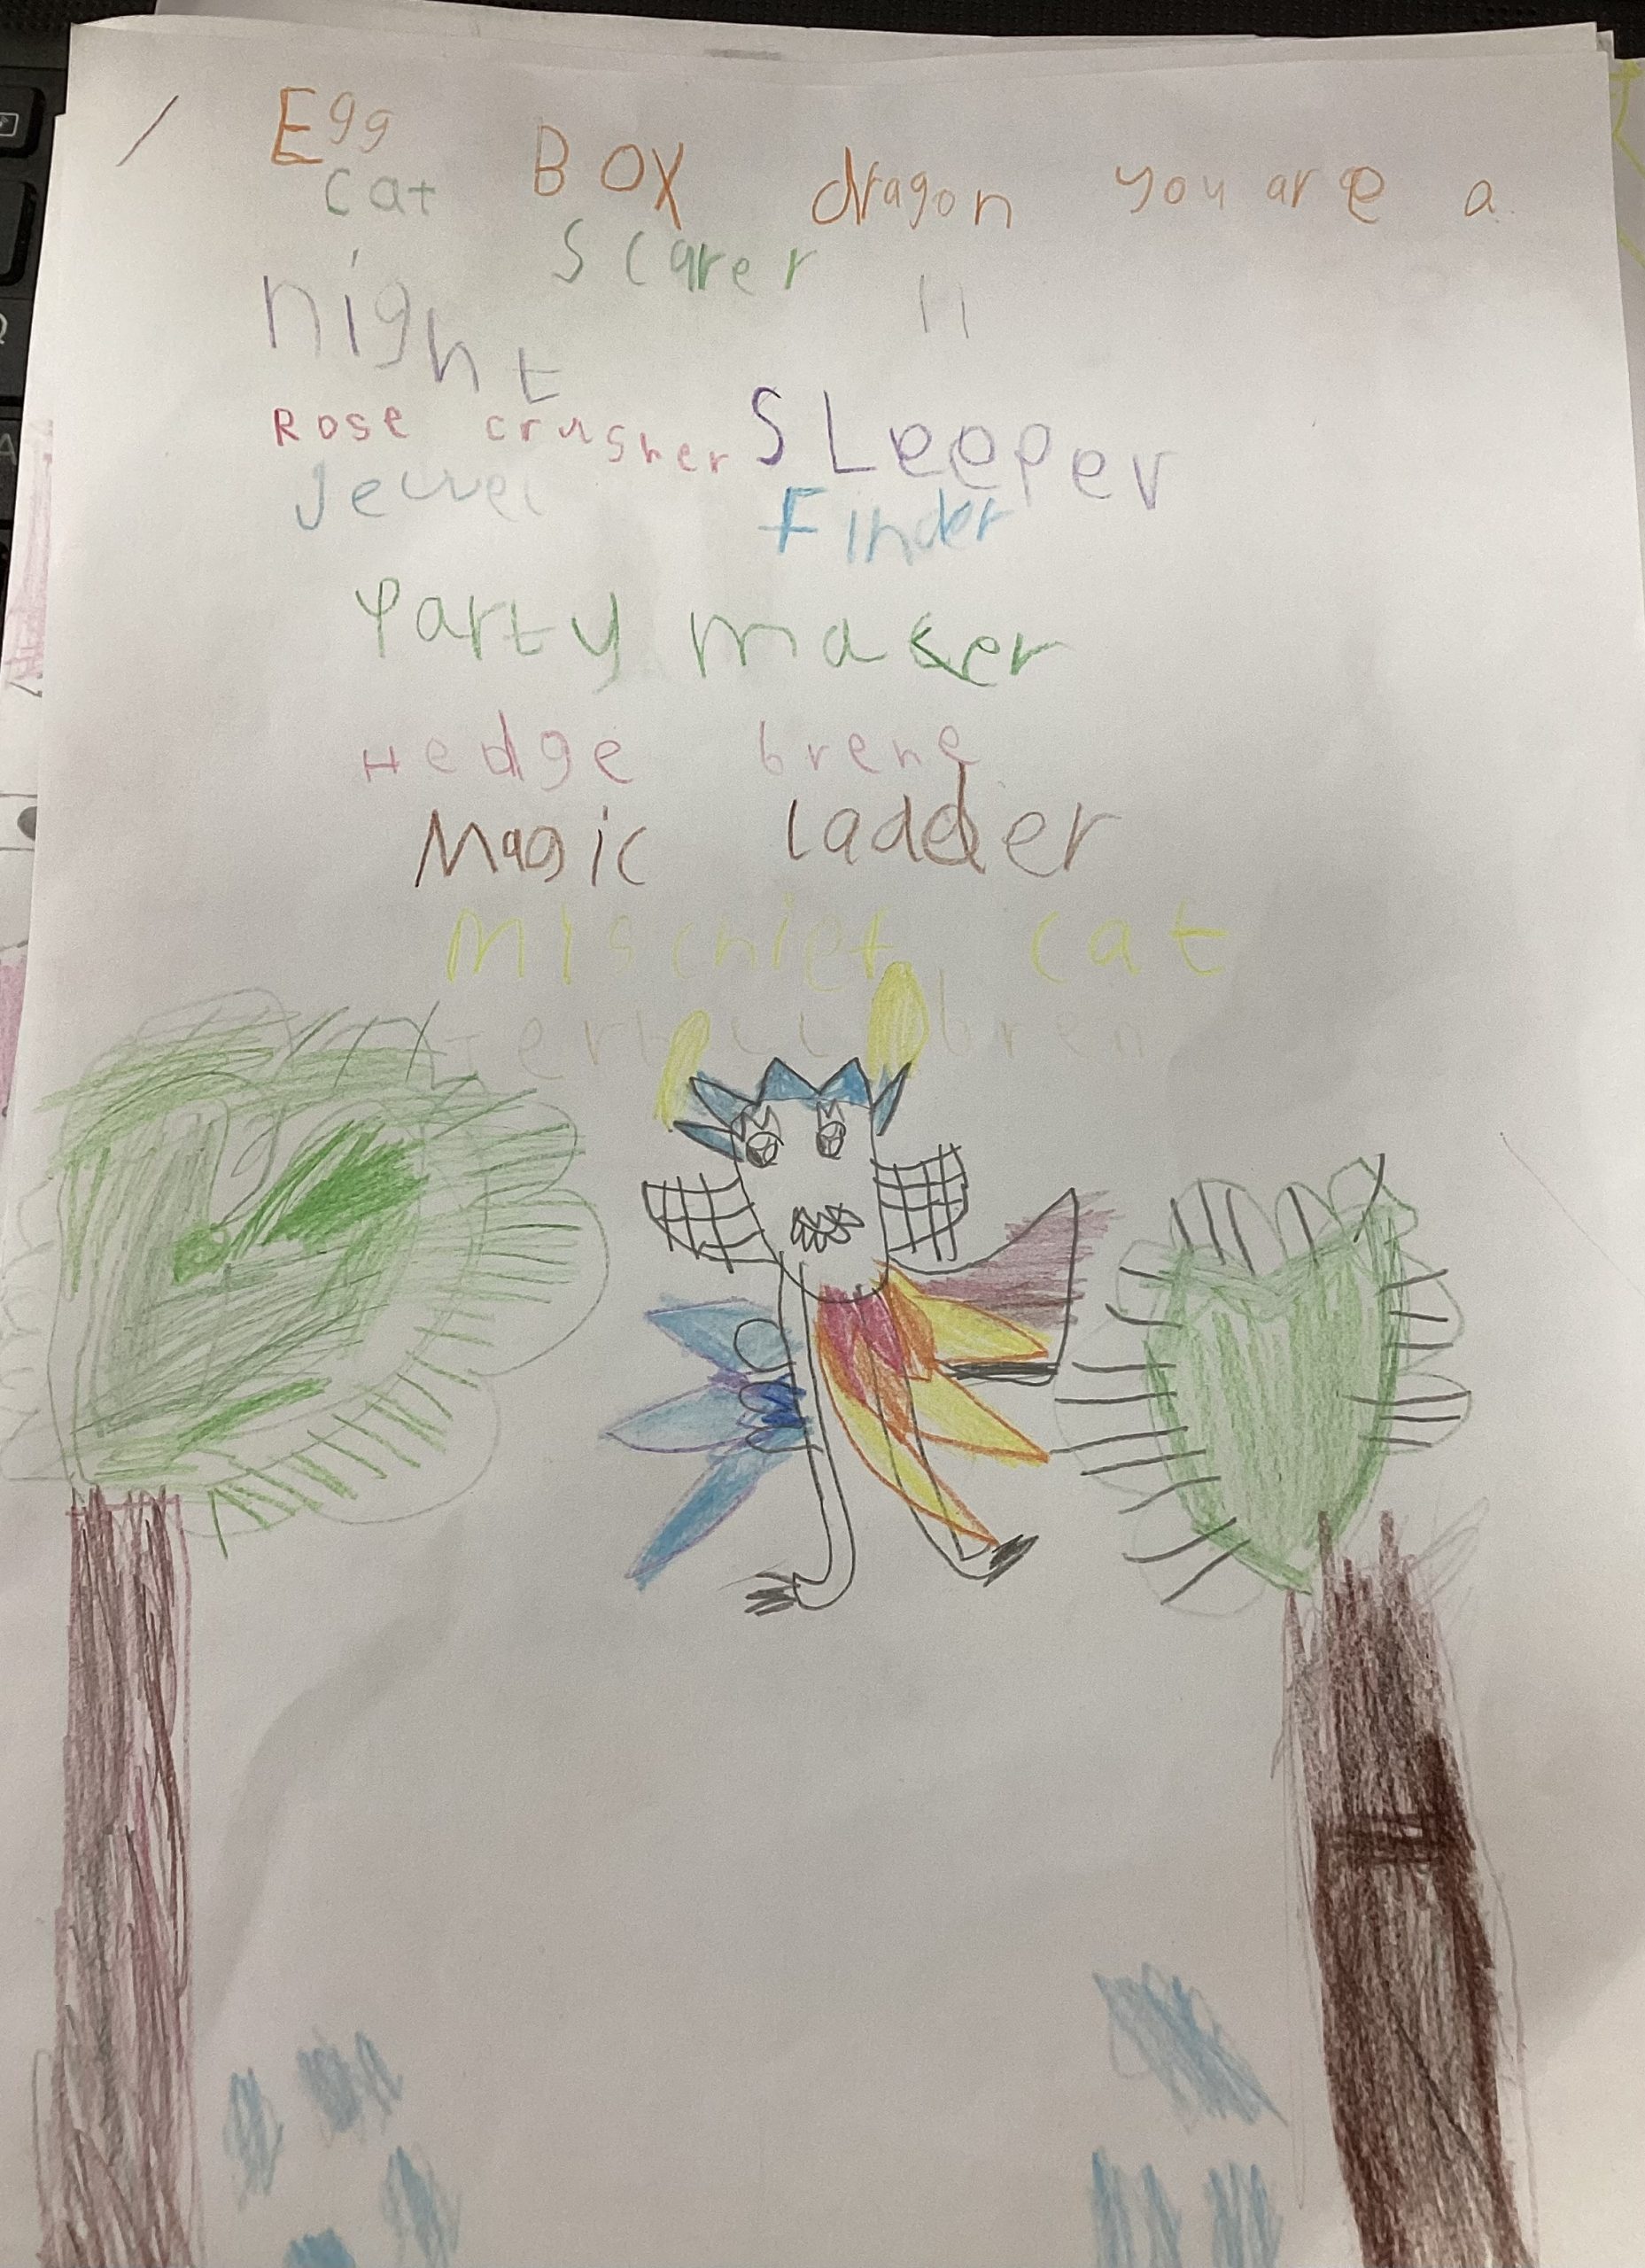 Egg BOX dragon you are a
cat scarer
night SLeeper
Rose crusher
Jewel Finder
Party maker
Hedge brene
Magic ladder
Mischief cat